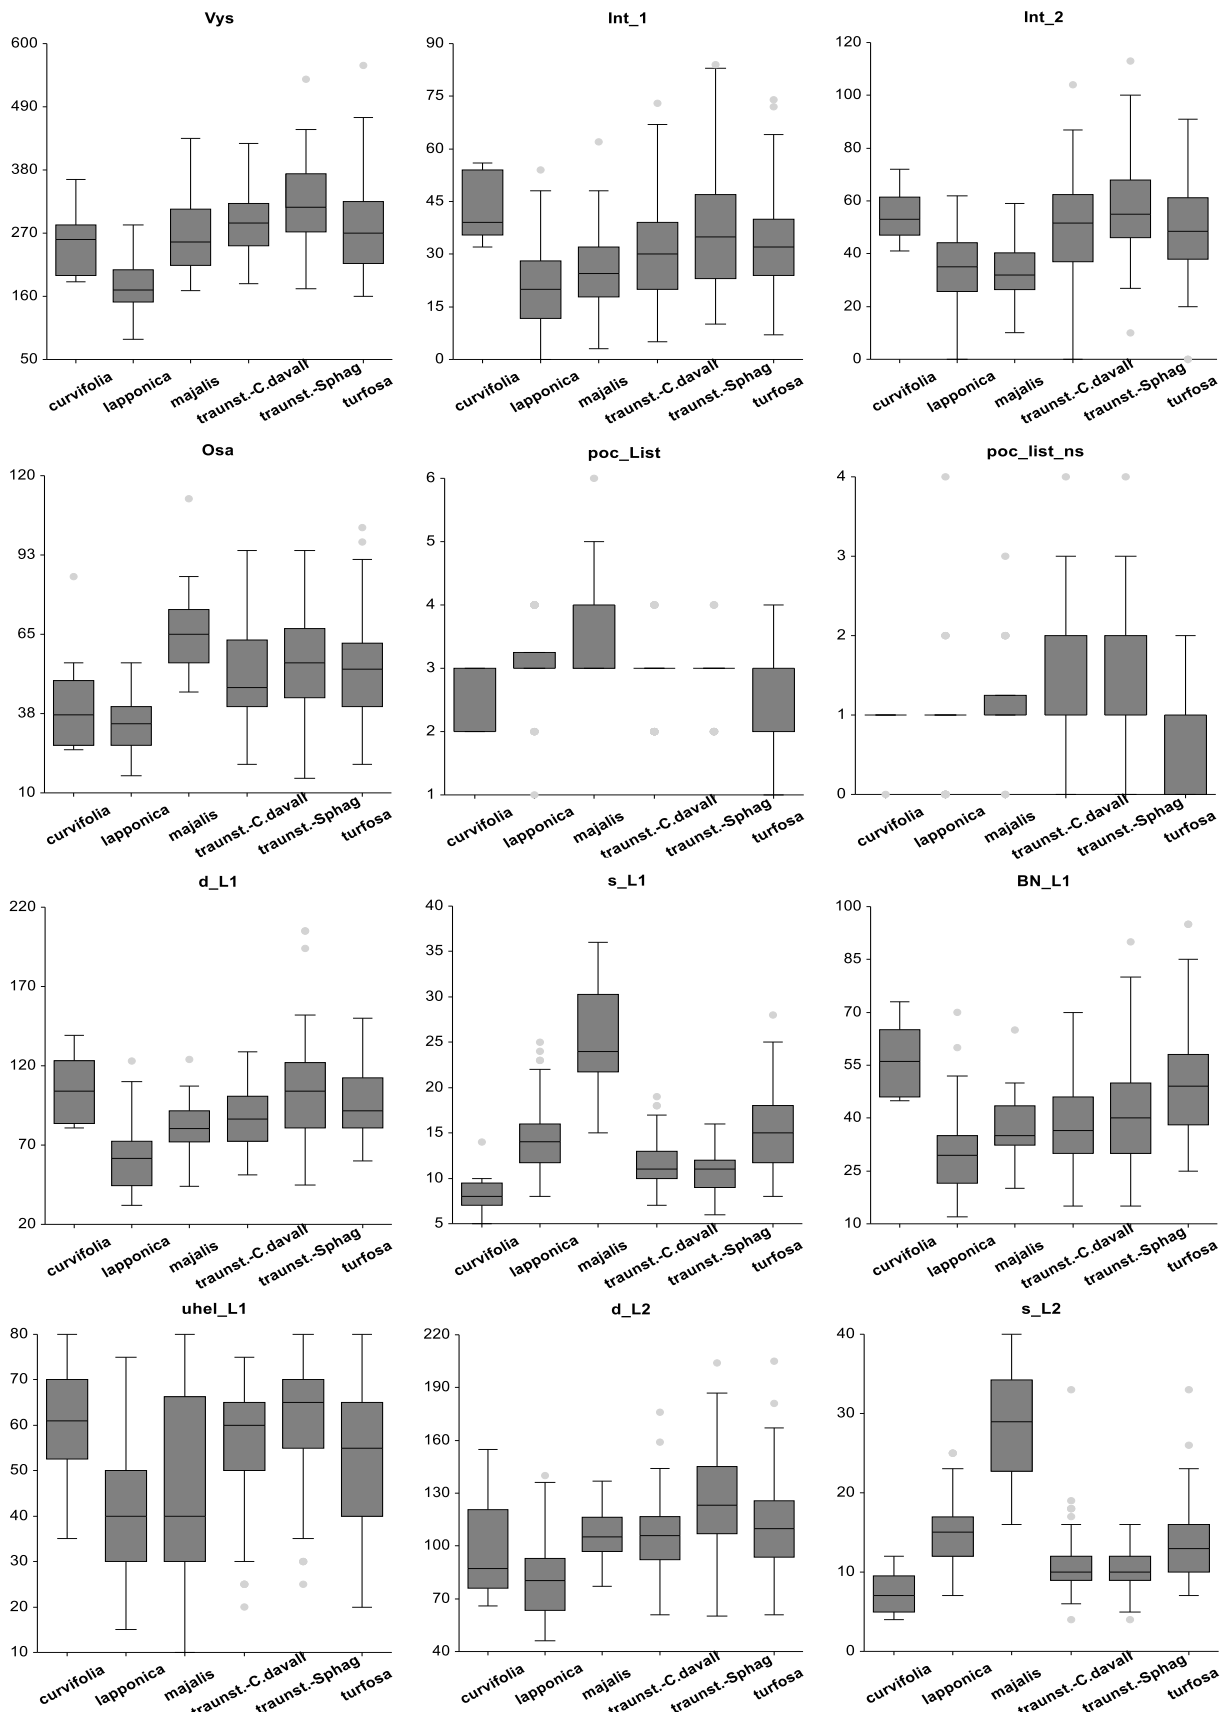 Vys Int_1 Int_2
600 90 120
490 75 100
380 60 80
270 45 60
160 30 40
50 15 20
0 0
curvifolia lapponica majalis traunst.-C.davall traunst.-Sphag turfosa curvifolia lapponica majalis traunst.-C.davall traunst.-Sphag turfosa curvifolia lapponica majalis traunst.-C.davall traunst.-Sphag turfosa
Osa poc_List poc_list_ns
120 6 4
93 5 3
65 4 2
38 3 1
10 2 0
1
curvifolia lapponica majalis traunst.-C.davall traunst.-Sphag turfosa curvifolia lapponica majalis traunst.-C.davall traunst.-Sphag turfosa curvifolia lapponica majalis traunst.-C.davall traunst.-Sphag turfosa
d_L1 s_L1 BN_L1
220 40 100
170 35 85
120 30 70
70 25 55
20 20 40
15 25
10 10
5
curvifolia lapponica majalis traunst.-C.davall traunst.-Sphag turfosa curvifolia lapponica majalis traunst.-C.davall traunst.-Sphag turfosa curvifolia lapponica majalis traunst.-C.davall traunst.-Sphag turfosa
uhel_L1 d_L2 s_L2
80 220 40
70 190 30
60 160 20
50 130 10
40 100 0
30 70
20 40
10
curvifolia lapponica majalis traunst.-C.davall traunst.-Sphag turfosa curvifolia lapponica majalis traunst.-C.davall traunst.-Sphag turfosa curvifolia lapponica majalis traunst.-C.davall traunst.-Sphag turfosa